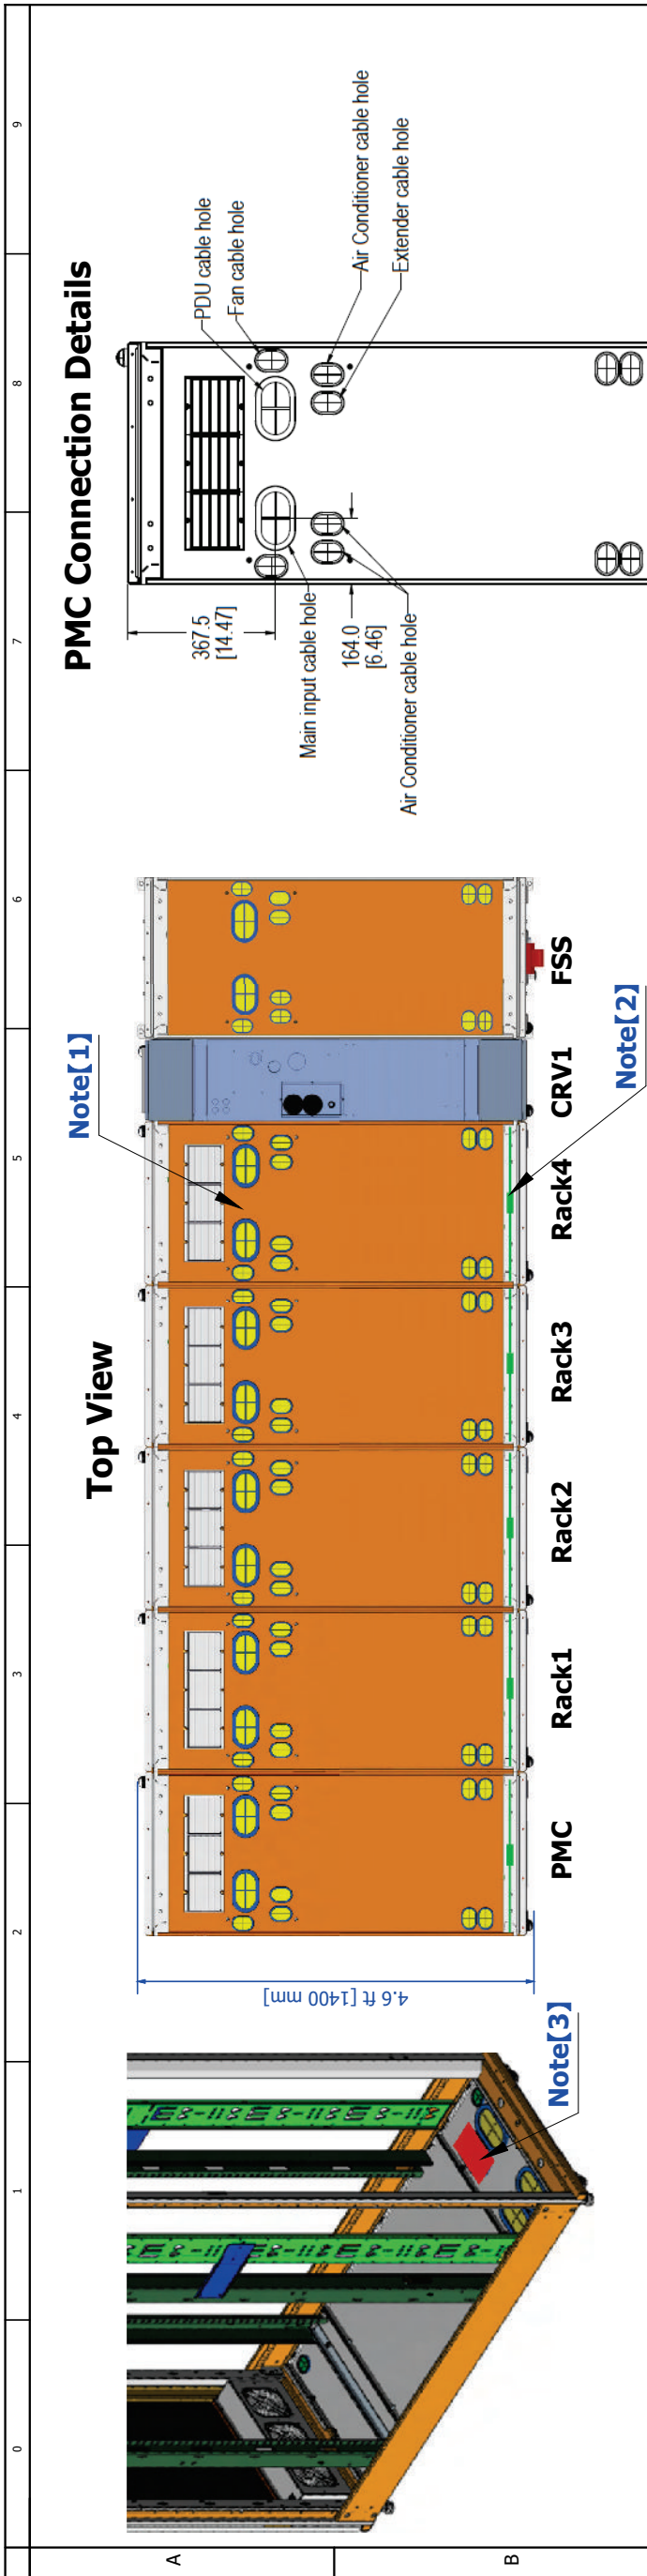 0
1
2
3
4
5
6
7
8
9
A
B
Note[3]
4.6 ft [1400 mm]
Top View
Note[1]
Note[2]
PMC
Rack1
Rack2
Rack3
Rack4
CRV1
FSS
PMC Connection Details
367.5
[14.47]
Main input cable hole
164.0
[6.46]
Air Conditioner cable hole
PDU cable hole
Fan cable hole
Air Conditioner cable hole
Extender cable hole